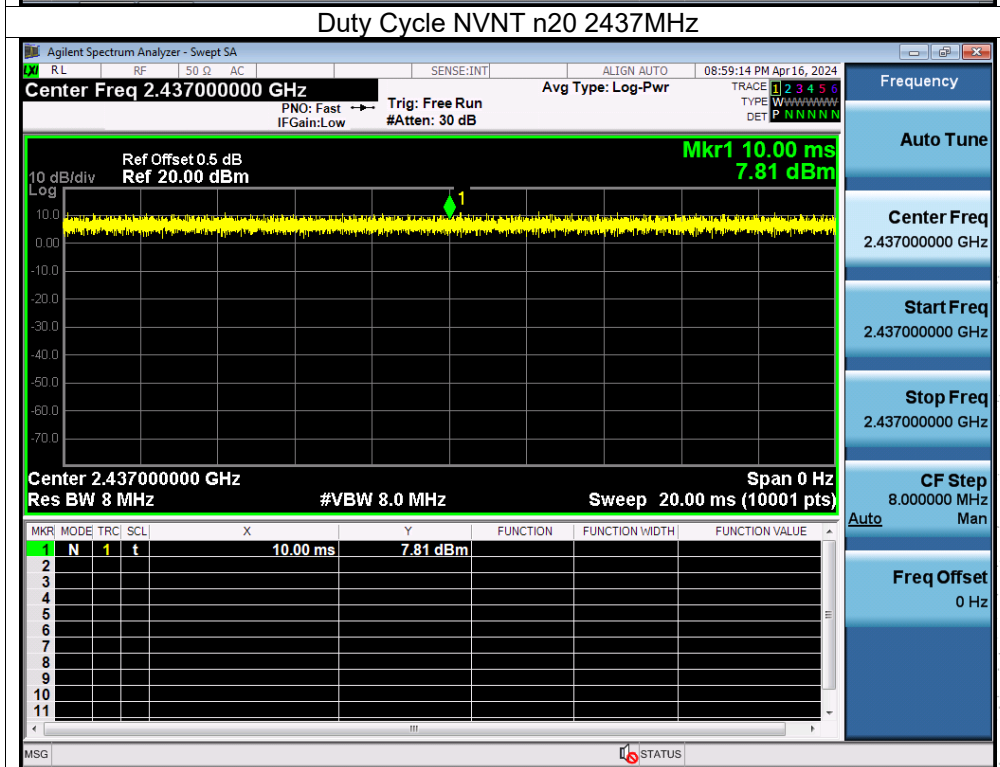 Duty Cycle NVNT n20 2437MHz
Agilent Spectrum Analyzer - Swept SA
LXI RL RF 50 Ω AC SENSE:INT ALIGN AUTO 08:59:14 PM Apr 16, 2024
Center Freq 2.437000000 GHz
PNO: Fast
IFGain:Low
Trig: Free Run
#Atten: 30 dB
Avg Type: Log-Pwr
TRACE 1 2 3 4 5 6
TYPE WWWWWW
DET P N N N N N
Frequency
Mkr1 10.00 ms
7.81 dBm
Ref Offset 0.5 dB
10 dB/div Ref 20.00 dBm
Log
1
10.0
0.00
-10.0
-20.0
-30.0
-40.0
-50.0
-60.0
-70.0
Center 2.437000000 GHz Span 0 Hz
Res BW 8 MHz #VBW 8.0 MHz Sweep 20.00 ms (10001 pts)
MKR MODE TRC SCL X Y FUNCTION FUNCTION WIDTH FUNCTION VALUE
1 N 1 t 10.00 ms 7.81 dBm
2
3
4
5
6
7
8
9
10
11
MSG STATUS
Auto Tune
Center Freq
2.437000000 GHz
Start Freq
2.437000000 GHz
Stop Freq
2.437000000 GHz
CF Step
8.000000 MHz
Auto Man
Freq Offset
0 Hz